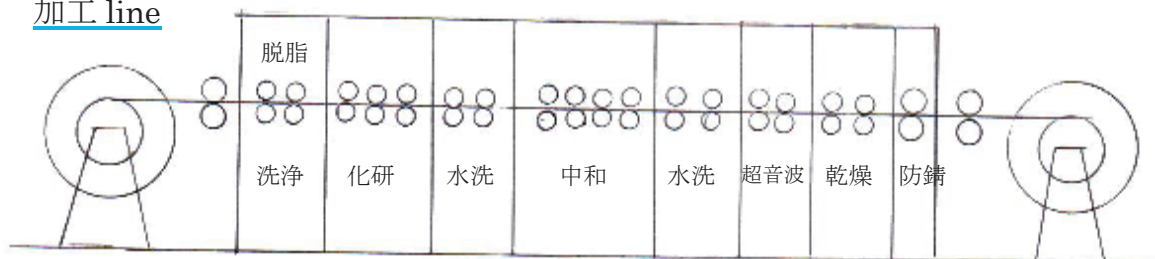 加工 line
脱脂
洗浄 化研 水洗 中和 水洗 超音波 乾燥 防錆